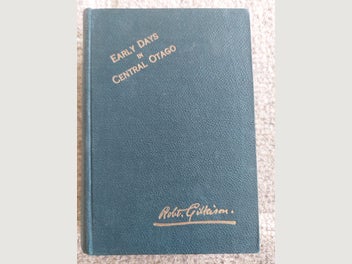 EARLY DAYS
IN
CENTRAL OTAGO
Robt. Gilkison.